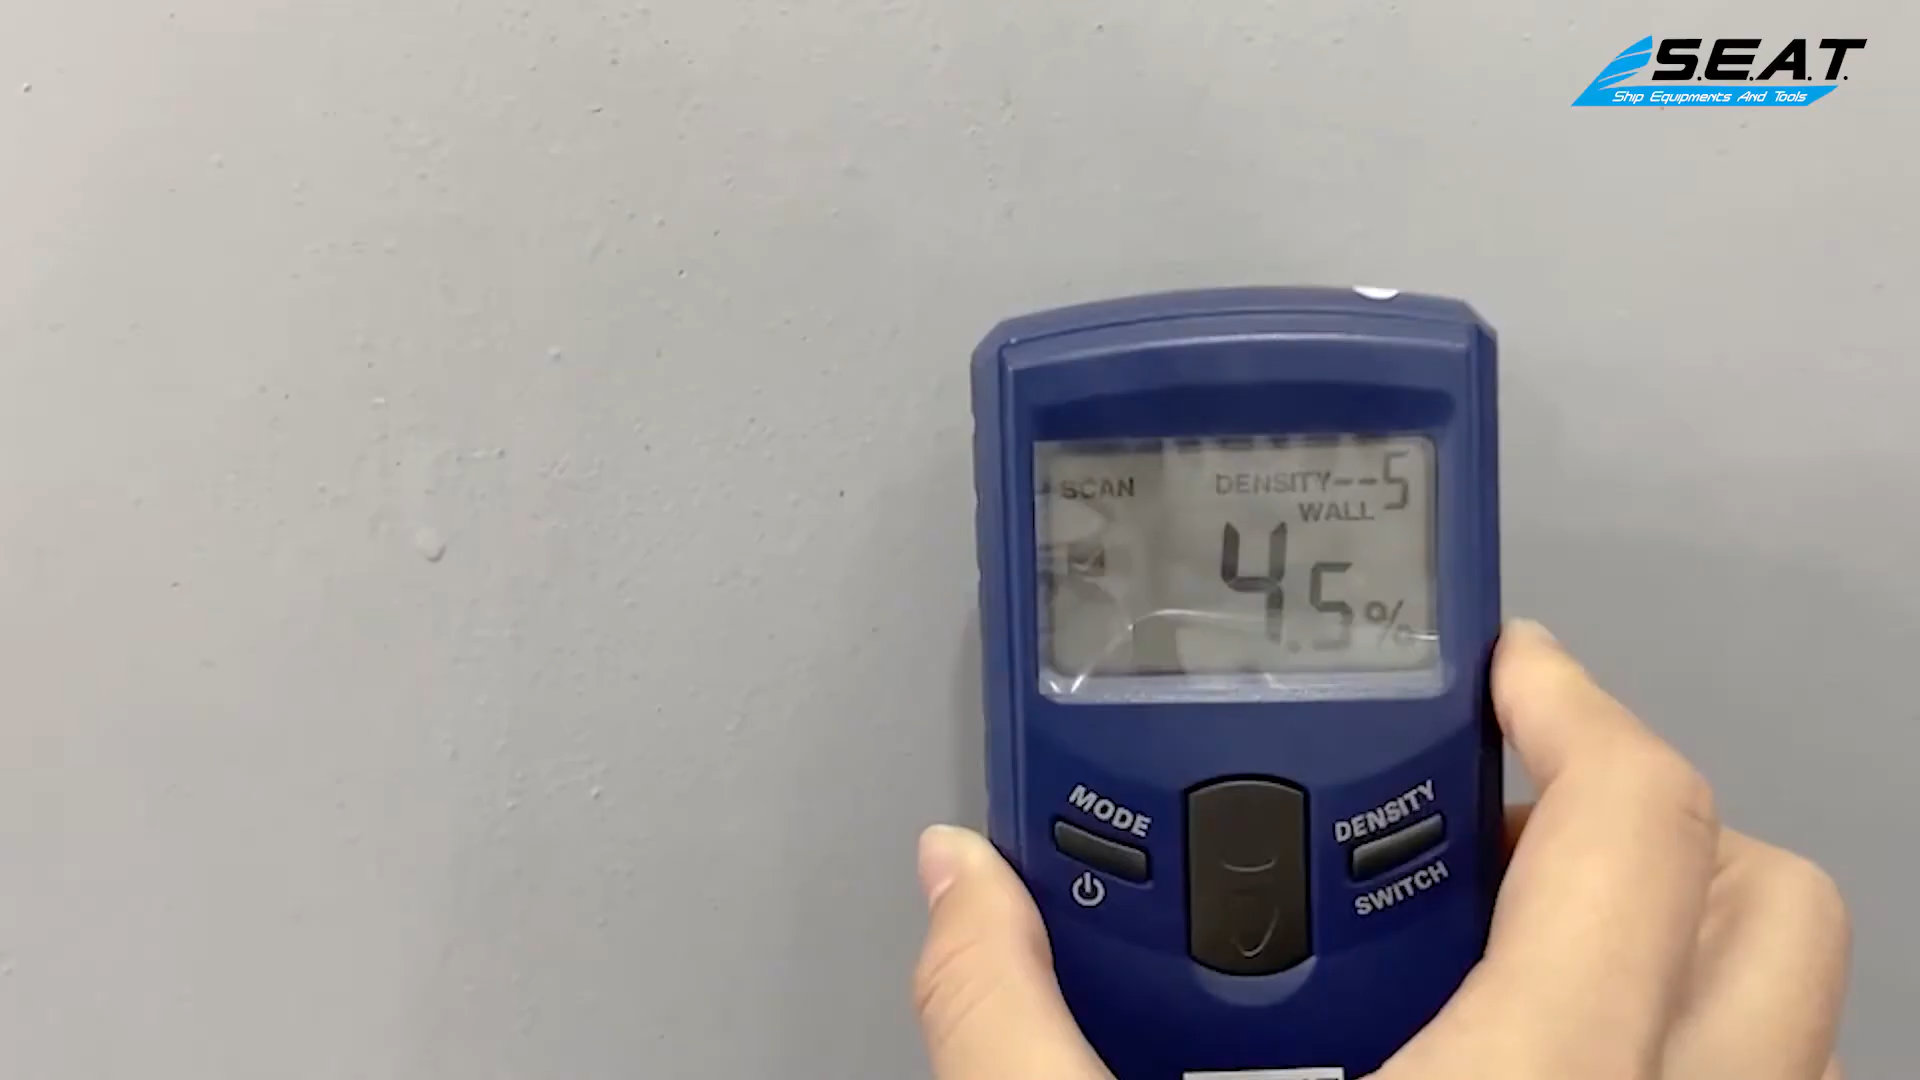 S.E.A.T.
Ship Equipments And Tools
SCAN
DENSITY--5
WALL
4.5%
MODE
DENSITY
SWITCH